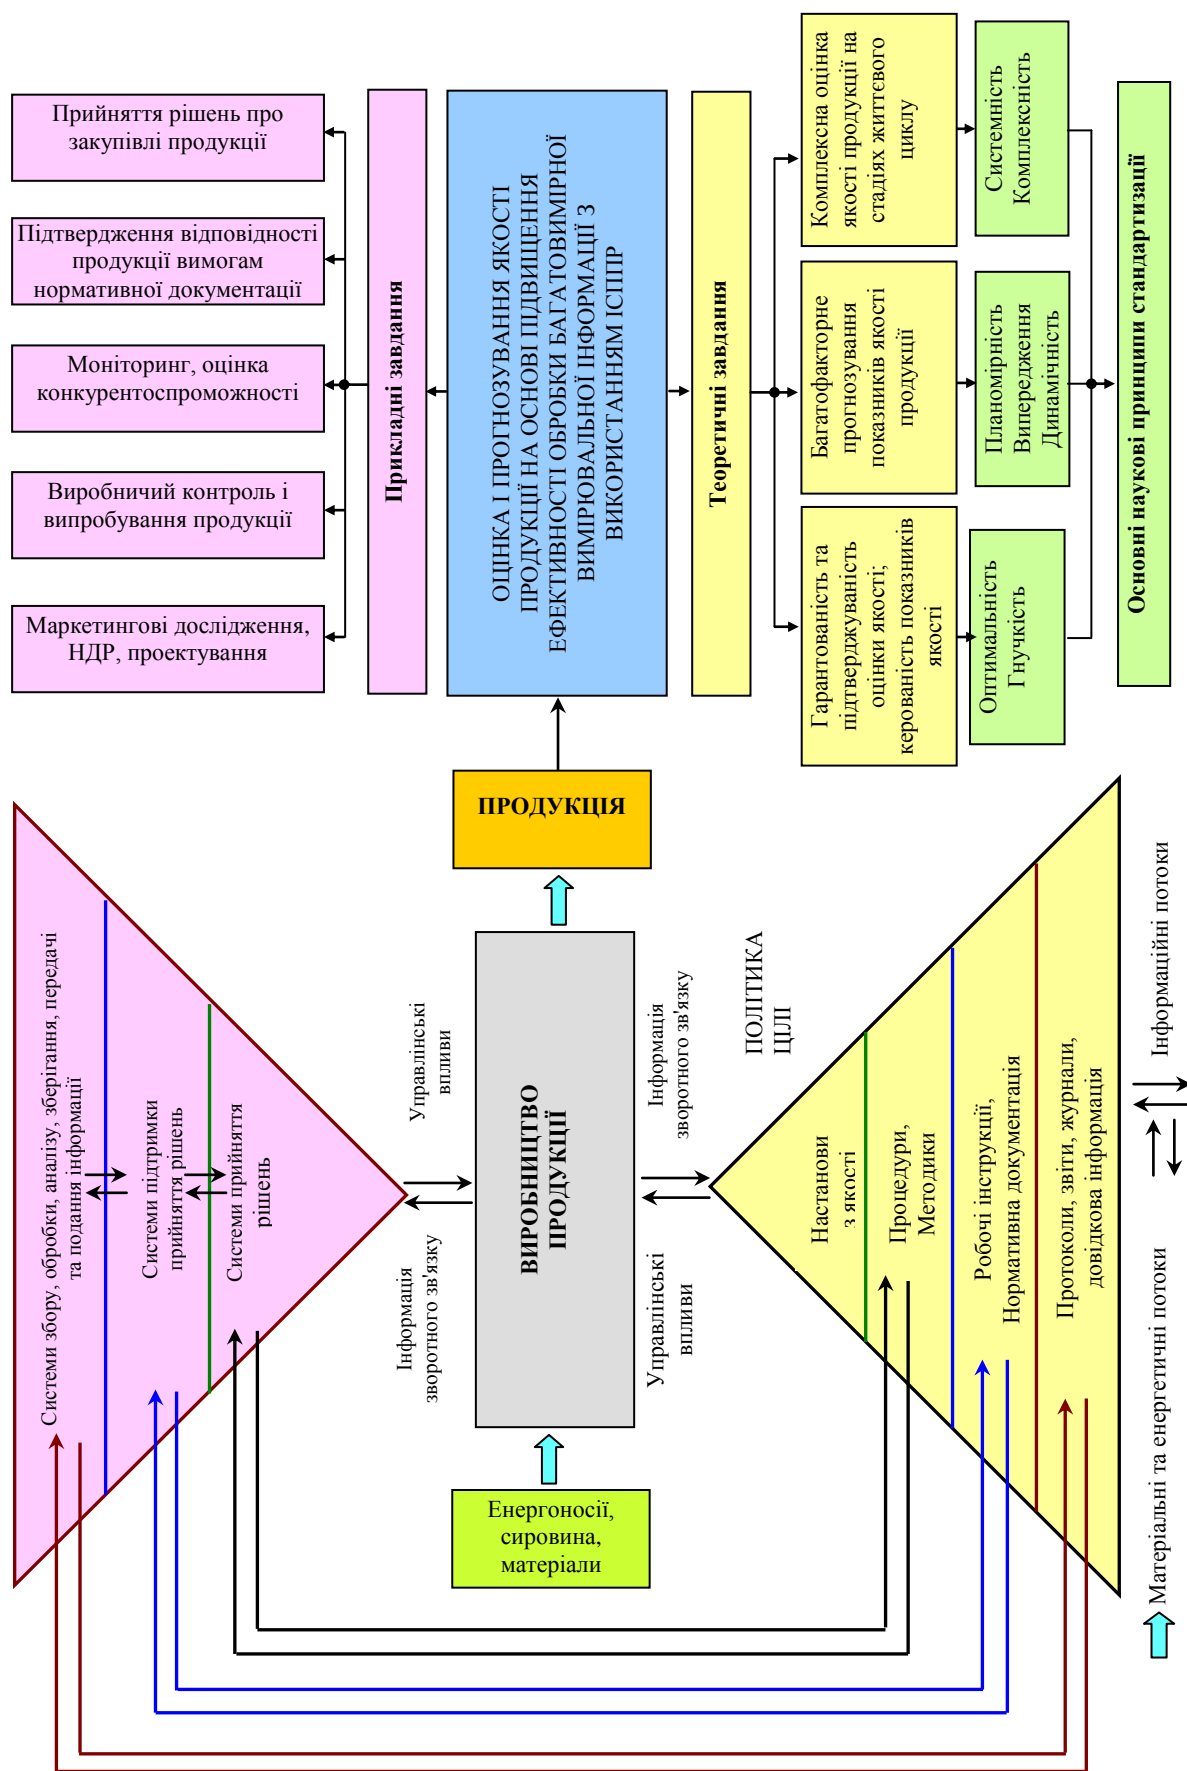 Прийняття рішень про
закупівлі продукції
Підтвердження відповідності
продукції вимогам
нормативної документації
Моніторинг, оцінка
конкурентоспроможності
Виробничий контроль і
випробування продукції
Маркетингові дослідження,
НДР, проектування
Прикладні завдання
ОЦІНКА І ПРОГНОЗУВАННЯ ЯКОСТІ
ПРОДУКЦІЇ НА ОСНОВІ ПІДВИЩЕННЯ
ЕФЕКТИВНОСТІ ОБРОБКИ БАГАТОВИМІРНОЇ
ВИМІРЮВАЛЬНОЇ ІНФОРМАЦІЇ З
ВИКОРИСТАННЯМ ІСППР
Теоретичні завдання
Комплексна оцінка
якості продукції на
стадіях життєвого
циклу
Багатофакторне
прогнозування
показників якості
продукції
Гарантованість та
підтверджуваність
оцінки якості;
керованість показників
якості
Системність
Комплексність
Планомірність
Випередження
Динамічність
Оптимальність
Гнучкість
Основні наукові принципи стандартизації
ПРОДУКЦІЯ
Системи збору, обробки, аналізу, зберігання, передачі
та подання інформації
Системи підтримки
прийняття рішень
Системи прийняття
рішень
Управлінські
впливи
Інформація
зворотного зв'язку
ВИРОБНИЦТВО
ПРОДУКЦІЇ
Інформація
зворотного зв'язку
Управлінські
впливи
Енергоносії,
сировина,
матеріали
ПОЛІТИКА
ЦІЛІ
Настанови
з якості
Процедури,
Методики
Робочі інструкції,
Нормативна документація
Протоколи, звіти, журнали,
довідкова інформація
Матеріальні та енергетичні потоки
Інформаційні потоки